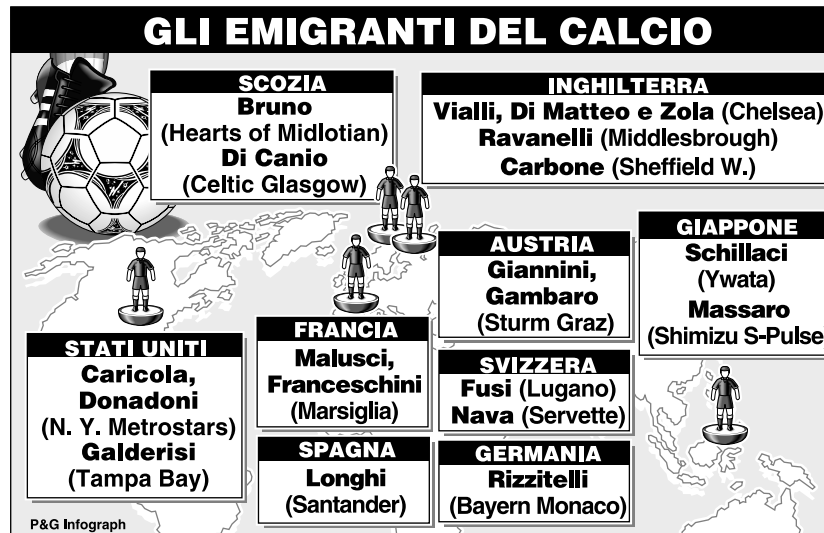 GLI EMIGRANTI DEL CALCIO
SCOZIA
Bruno
(Hearts of Midlotian)
Di Canio
(Celtic Glasgow)
INGHILTERRA
Vialli, Di Matteo e Zola (Chelsea)
Ravanelli (Middlesbrough)
Carbone (Sheffield W.)
STATI UNITI
Caricola,
Donadoni
(N. Y. Metrostars)
Galderisi
(Tampa Bay)
FRANCIA
Malusci,
Franceschini
(Marsiglia)
SPAGNA
Longhi
(Santander)
AUSTRIA
Giannini,
Gambaro
(Sturm Graz)
SVIZZERA
Fusi (Lugano)
Nava (Servette)
GERMANIA
Rizzitelli
(Bayern Monaco)
GIAPPONE
Schillaci
(Ywata)
Massaro
(Shimizu S-Pulse
P&G Infograph